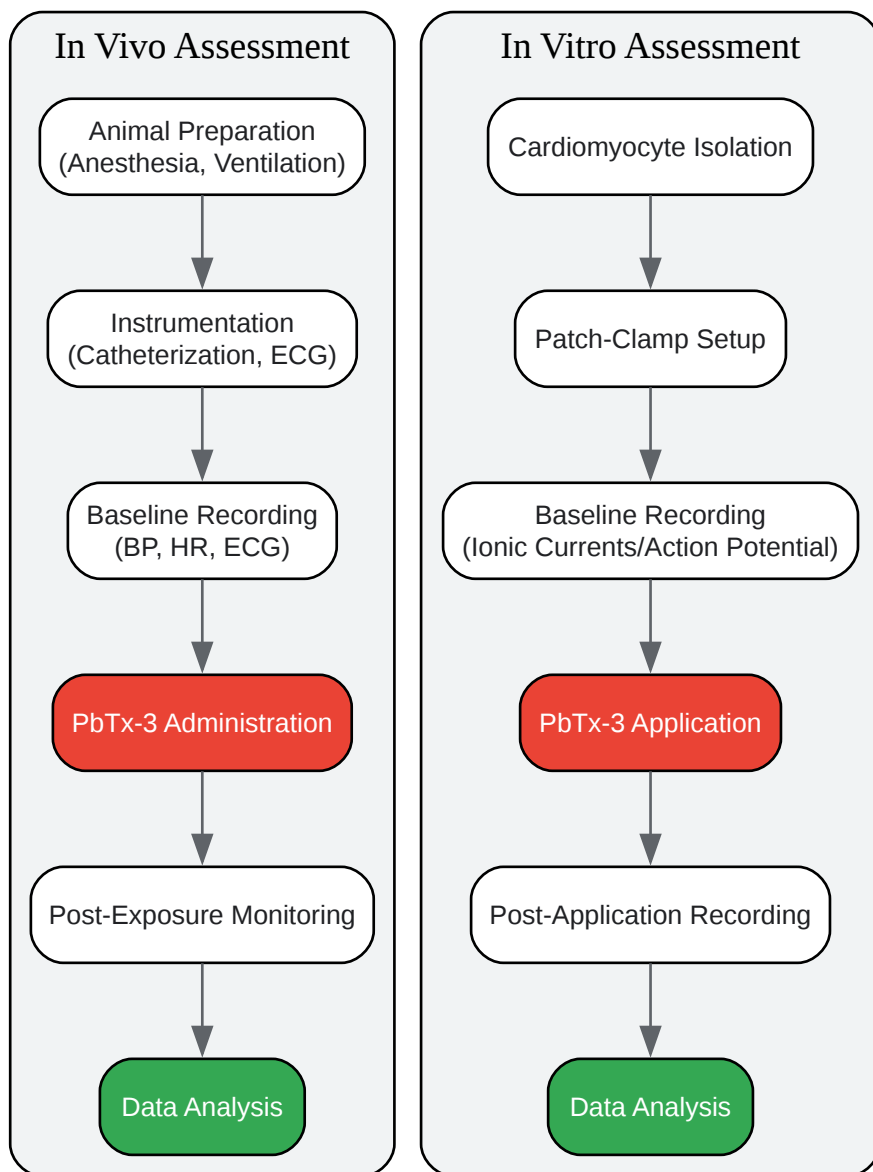 In Vivo Assessment
Animal Preparation
(Anesthesia, Ventilation)
Instrumentation
(Catheterization, ECG)
Baseline Recording
(BP, HR, ECG)
PbTx-3 Administration
Post-Exposure Monitoring
Data Analysis
In Vitro Assessment
Cardiomyocyte Isolation
Patch-Clamp Setup
Baseline Recording
(Ionic Currents/Action Potential)
PbTx-3 Application
Post-Application Recording
Data Analysis